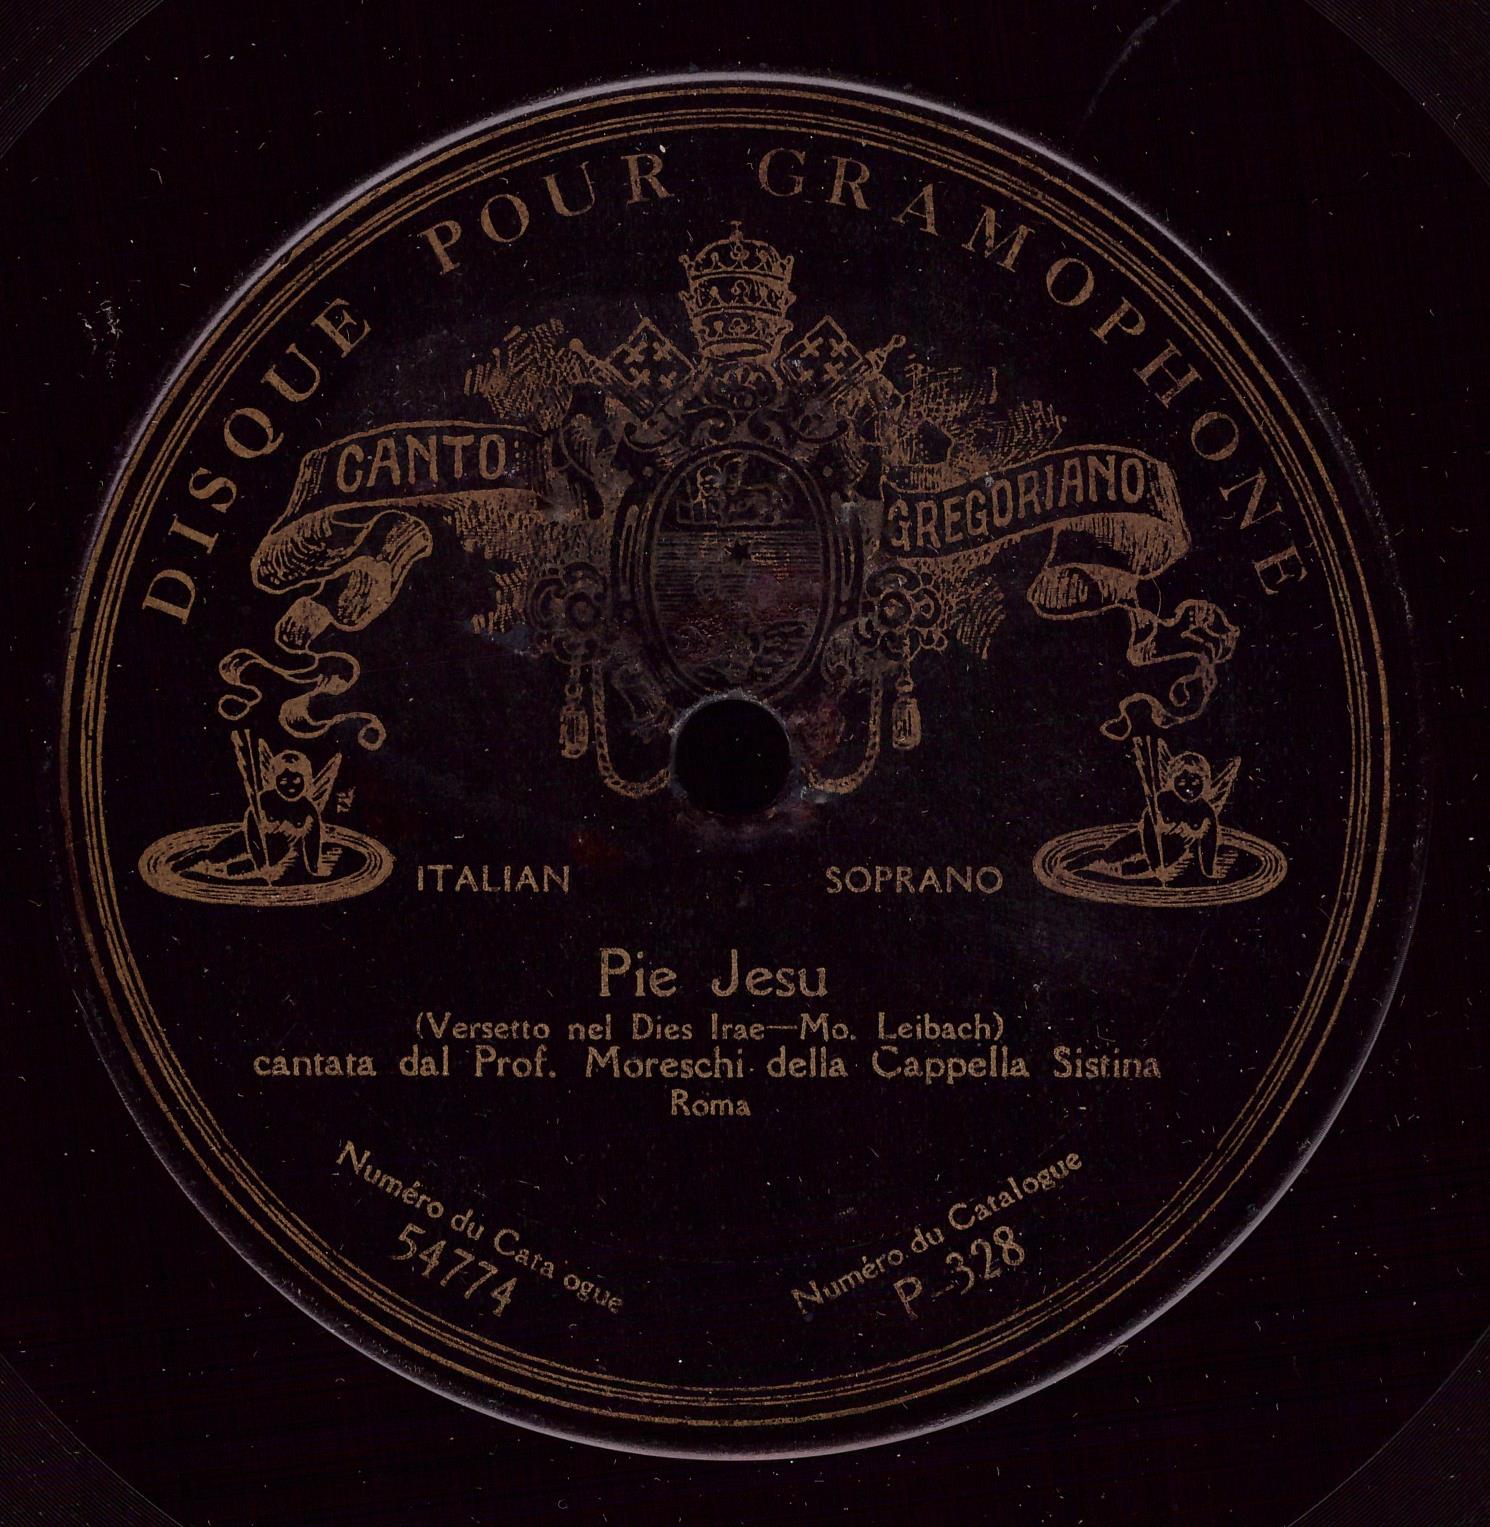 DISQUE POUR GRAMOPHONE
CANTO
GREGORIANO
ITALIAN SOPRANO
Pie Jesu
(Versetto nel Dies Irae—Mo. Leibach)
cantata dal Prof. Moreschi della Cappella Sistina
Roma
Numéro du Cata ogue
54774
Numéro du Catalogue
P 328